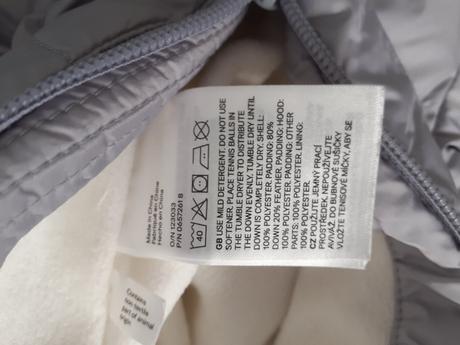 Made in China
Fabriqué en Chine
Hecho en China
O/N 123033
P/N 0657261 B
40
GB USE MILD DETERGENT. DO NOT USE
SOFTENER. PLACE TENNIS BALLS IN
THE TUMBLE DRYER TO DISTRIBUTE
THE DOWN EVENLY. TUMBLE DRY UNTIL
DOWN IS COMPLETELY DRY. SHELL:
100% POLYESTER. PADDING: 80%
DOWN 20% FEATHER. PADDING, HOOD:
100% POLYESTER. PADDING, OTHER
PARTS: 100% POLYESTER. LINING:
100% POLYESTER.
CZ POUŽIJTE JEMNÝ PRACÍ
PROSTŘEDEK. NEPOUŽÍVEJTE
AVIVÁŽ. DO BUBNOVÉ SUŠIČKY
VLOŽTE TENISOVÉ MÍČKY, ABY SE
Contains
non textile
part of animal
origin